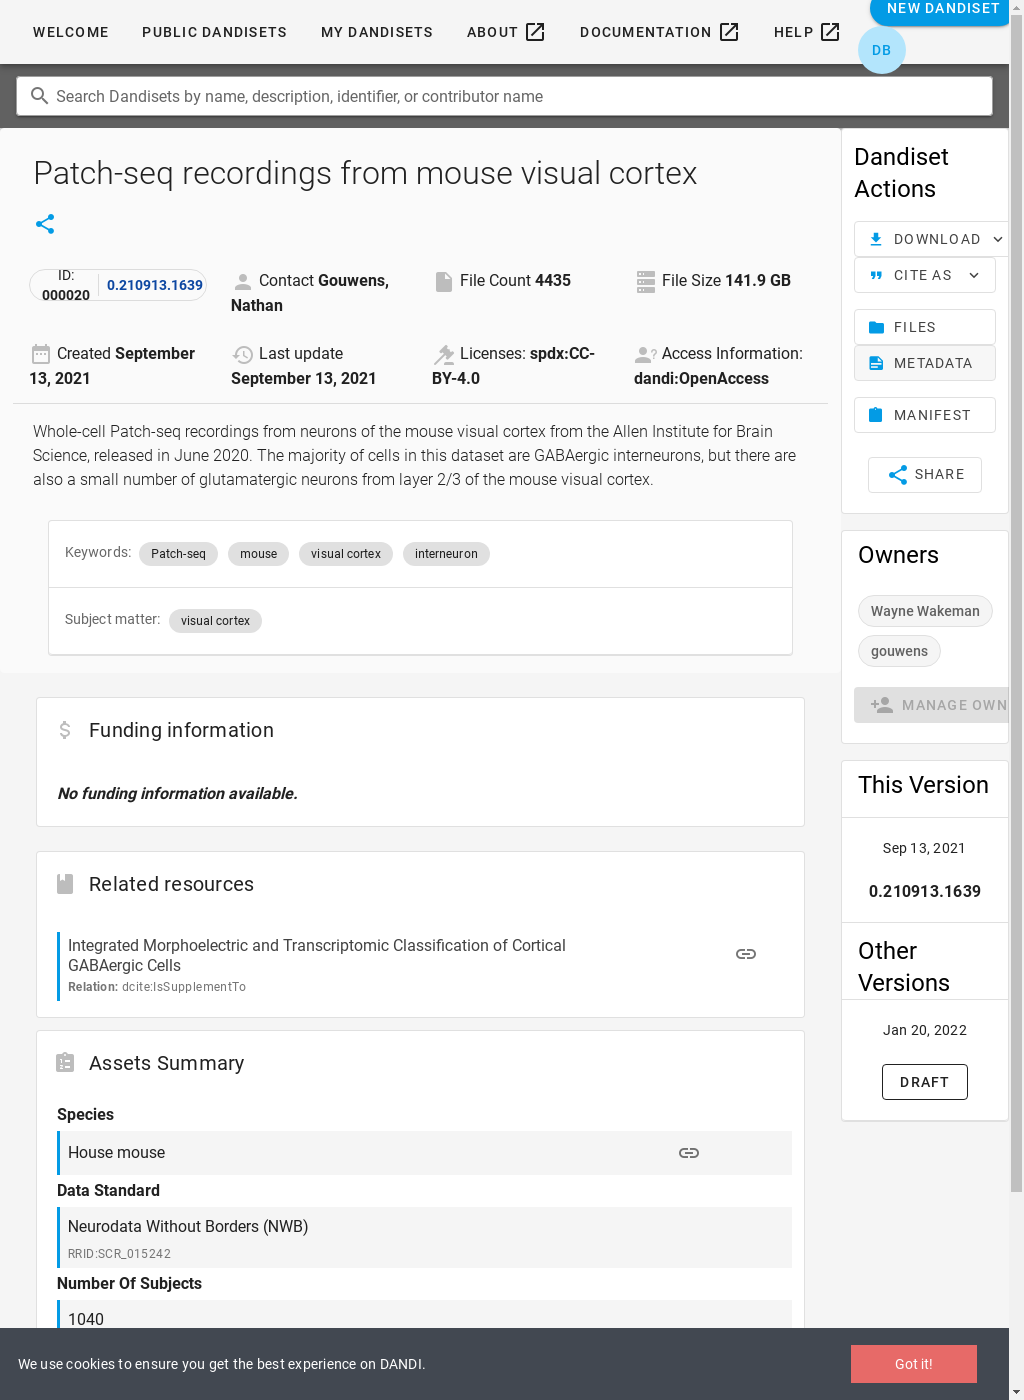 WELCOME
PUBLIC DANDISETS
MY DANDISETS
ABOUT
DOCUMENTATION
HELP
NEW DANDISET
DB
Search Dandisets by name, description, identifier, or contributor name
Patch-seq recordings from mouse visual cortex
ID:
000020
0.210913.1639
Contact Gouwens,
Nathan
File Count 4435
File Size 141.9 GB
Created September
13, 2021
Last update
September 13, 2021
Licenses: spdx:CC-
BY-4.0
Access Information:
dandi:OpenAccess
Whole-cell Patch-seq recordings from neurons of the mouse visual cortex from the Allen Institute for Brain
Science, released in June 2020. The majority of cells in this dataset are GABAergic interneurons, but there are
also a small number of glutamatergic neurons from layer 2/3 of the mouse visual cortex.
Keywords: Patch-seq mouse visual cortex interneuron
Subject matter: visual cortex
Funding information
No funding information available.
Related resources
Integrated Morphoelectric and Transcriptomic Classification of Cortical
GABAergic Cells
Relation: dcite:IsSupplementTo
Assets Summary
Species
House mouse
Data Standard
Neurodata Without Borders (NWB)
RRID:SCR_015242
Number Of Subjects
1040
Dandiset
Actions
DOWNLOAD
CITE AS
FILES
METADATA
MANIFEST
SHARE
Owners
Wayne Wakeman
gouwens
MANAGE OWN
This Version
Sep 13, 2021
0.210913.1639
Other
Versions
Jan 20, 2022
DRAFT
We use cookies to ensure you get the best experience on DANDI.
Got it!